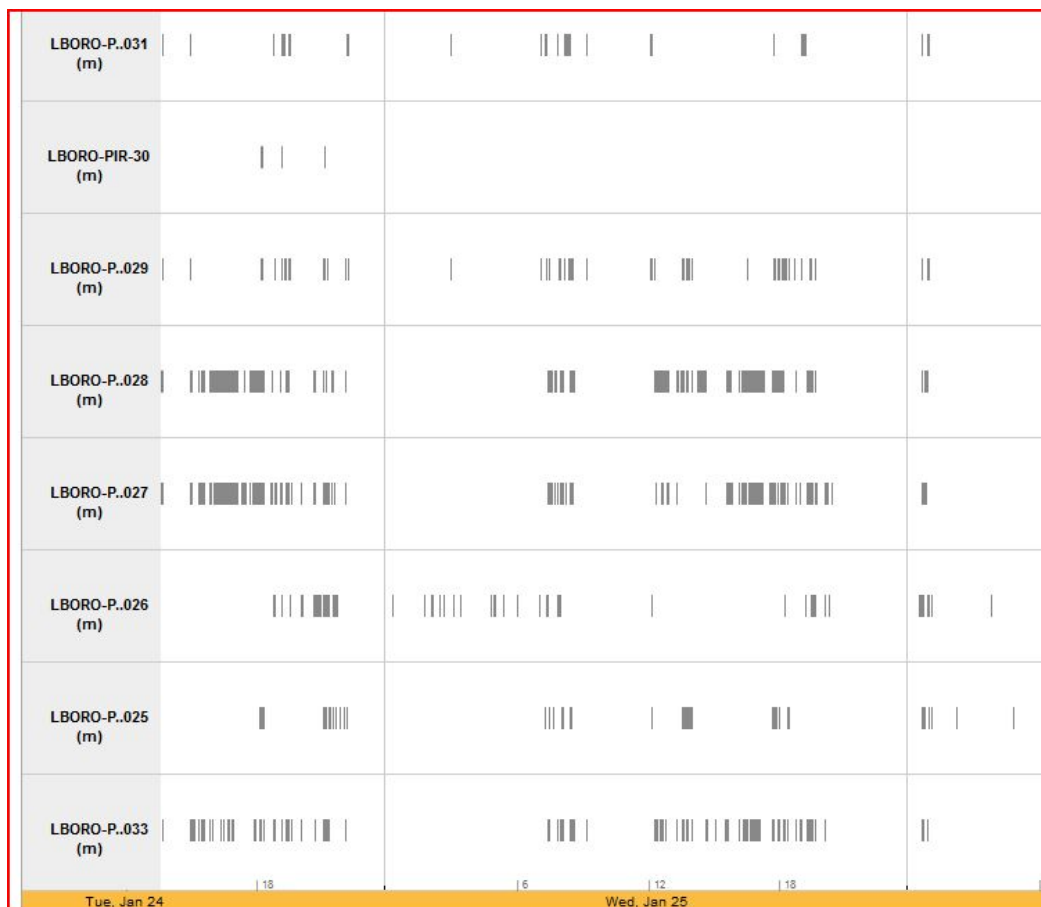 LBORO-P..031
(m)
LBORO-PIR-30
(m)
LBORO-P..029
(m)
LBORO-P..028
(m)
LBORO-P..027
(m)
LBORO-P..026
(m)
LBORO-P..025
(m)
LBORO-P..033
(m)
18 6 12 18
Tue, Jan 24 Wed, Jan 25